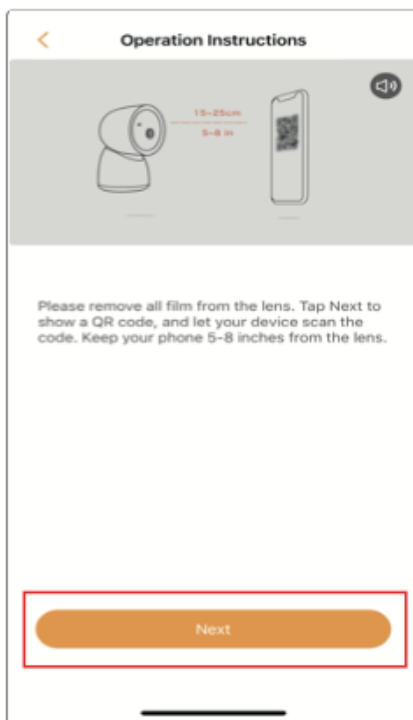 Operation Instructions
15-25cm
5-8 in
Please remove all film from the lens. Tap Next to
show a QR code, and let your device scan the
code. Keep your phone 5-8 inches from the lens.
Next